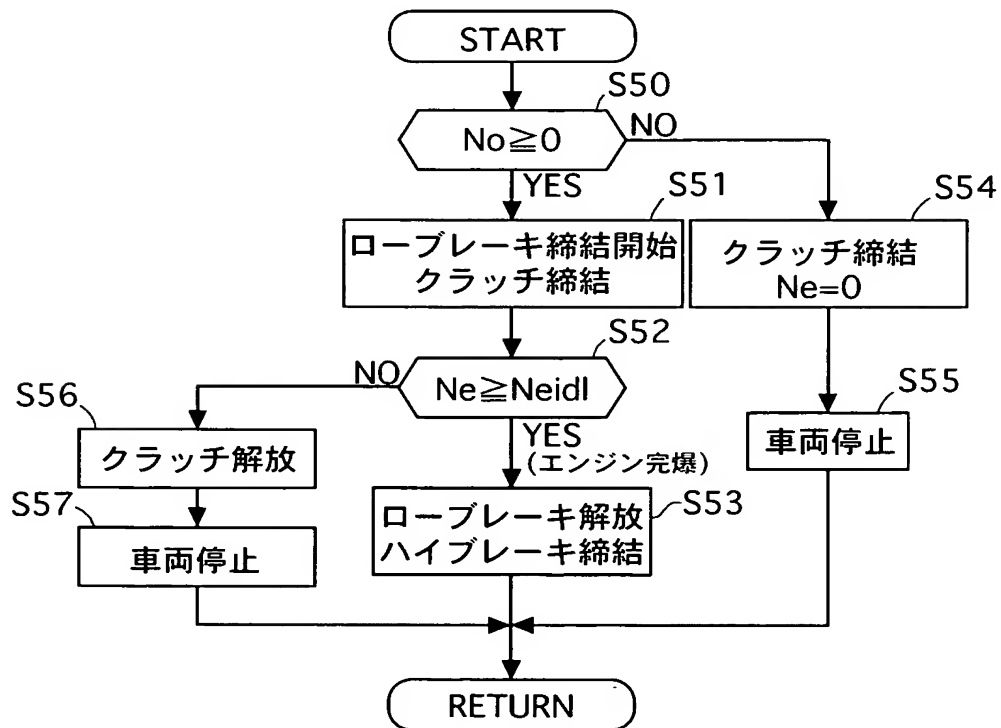 START
S50
No≧0
NO
YES
S51
S54
ローブレーキ締結開始
クラッチ締結
クラッチ締結
Ne=0
S52
NO
Ne≧Neidl
S56
S55
YES
(エンジン完爆)
クラッチ解放
車両停止
S57
S53
ローブレーキ解放
ハイブレーキ締結
車両停止
RETURN